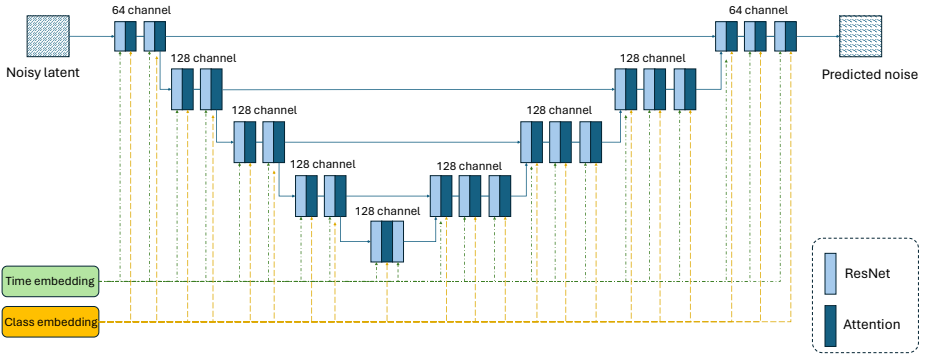 64 channel
64 channel
Noisy latent
Predicted noise
128 channel
128 channel
128 channel
128 channel
128 channel
128 channel
128 channel
Time embedding
Class embedding
ResNet
Attention